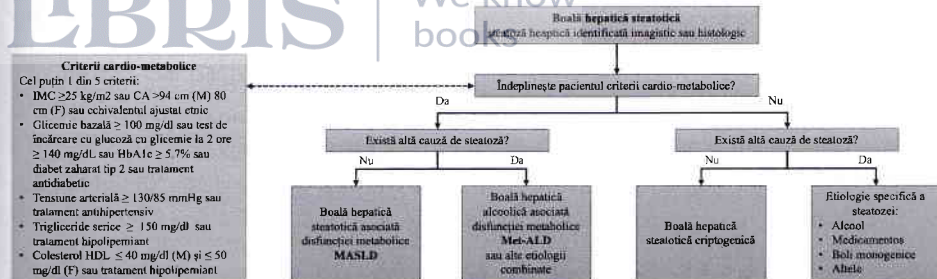 LIBRIS
We know
books
Boală hepatică steatotică
steatoză heaptică identificată imagistic sau histologic
Criterii cardio-metabolice
Cel puțin 1 din 5 criterii:
• IMC ≥25 kg/m2 sau CA >94 cm (M) 80
cm (F) sau echivalentul ajustat etnic
• Glicemie bazală ≥ 100 mg/dl sau test de
încărcare cu glucoză cu glicemie la 2 ore
≥ 140 mg/dL sau HbA1c ≥ 5.7% sau
diabet zaharat tip 2 sau tratament
antidiabetic
• Tensiune arterială ≥ 130/85 mmHg sau
tratament antihipertensiv
• Trigliceride serice ≥ 150 mg/dl sau
tratament hipolipemiant
• Colesterol HDL ≤ 40 mg/dl (M) și ≤ 50
mg/dl (F) sau tratament hipolipemiant
Îndeplinește pacientul criterii cardio-metabolice?
Da
Nu
Există altă cauză de steatoză?
Există altă cauză de steatoză?
Nu
Da
Nu
Da
Boală hepatică
steatotică asociată
disfuncției metabolice
MASLD
Boală hepatică
alcoolică asociată
disfuncției metabolice
Met-ALD
sau alte etiologii
combinate
Boală hepatică
steatotică criptogenică
Etiologie specifică a
steatozei:
• Alcool
• Medicamentos
• Boli monogenice
• Altele